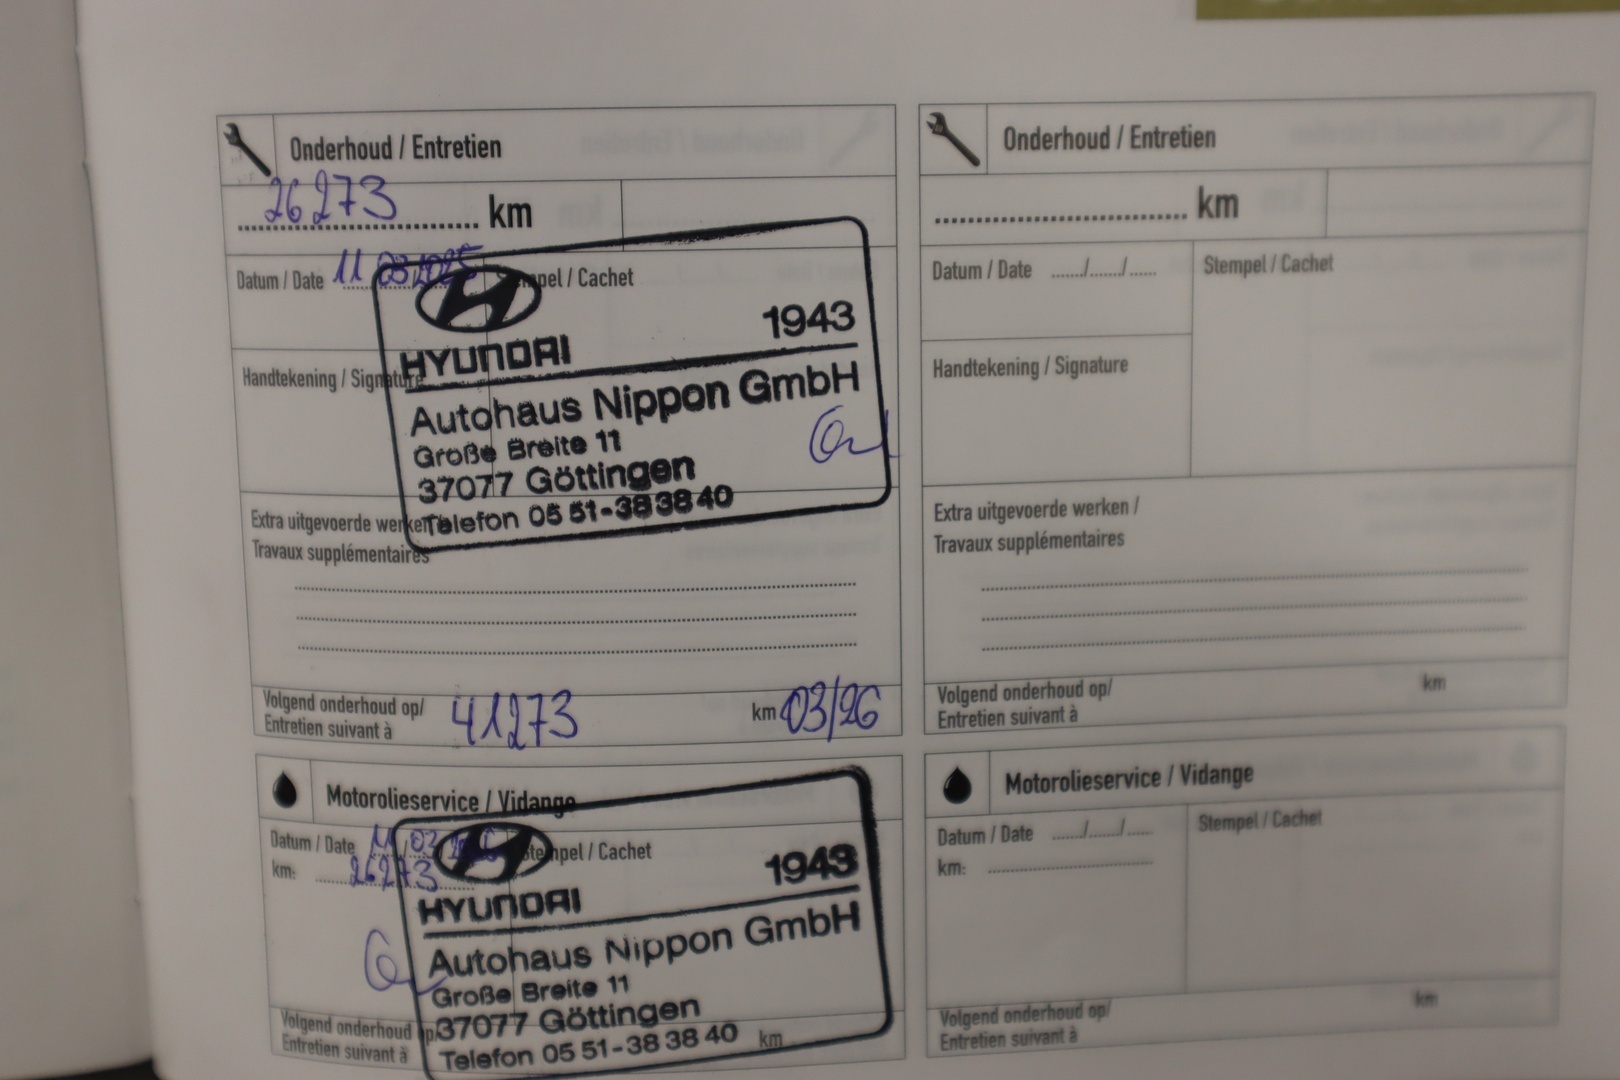 Onderhoud / Entretien
26273 km
Datum / Date 11.03.2025
Stempel / Cachet
Handtekening / Signature
HYUNDAI 1943
Autohaus Nippon GmbH
Große Breite 11
37077 Göttingen
Telefon 05 51-38 38 40
Extra uitgevoerde werken /
Travaux supplémentaires
Volgend onderhoud op/
Entretien suivant à
41273 km 03/26
Motorolieservice / Vidange
Datum / Date 11.03
Stempel / Cachet
km: 26273
HYUNDAI 1943
Autohaus Nippon GmbH
Große Breite 11
37077 Göttingen
Telefon 05 51-38 38 40
Volgend onderhoud op/
Entretien suivant à
km
Onderhoud / Entretien
km
Datum / Date ....../....../......
Stempel / Cachet
Handtekening / Signature
Extra uitgevoerde werken /
Travaux supplémentaires
Volgend onderhoud op/
Entretien suivant à
km
Motorolieservice / Vidange
Datum / Date ....../....../......
Stempel / Cachet
km:
Volgend onderhoud op/
Entretien suivant à
km